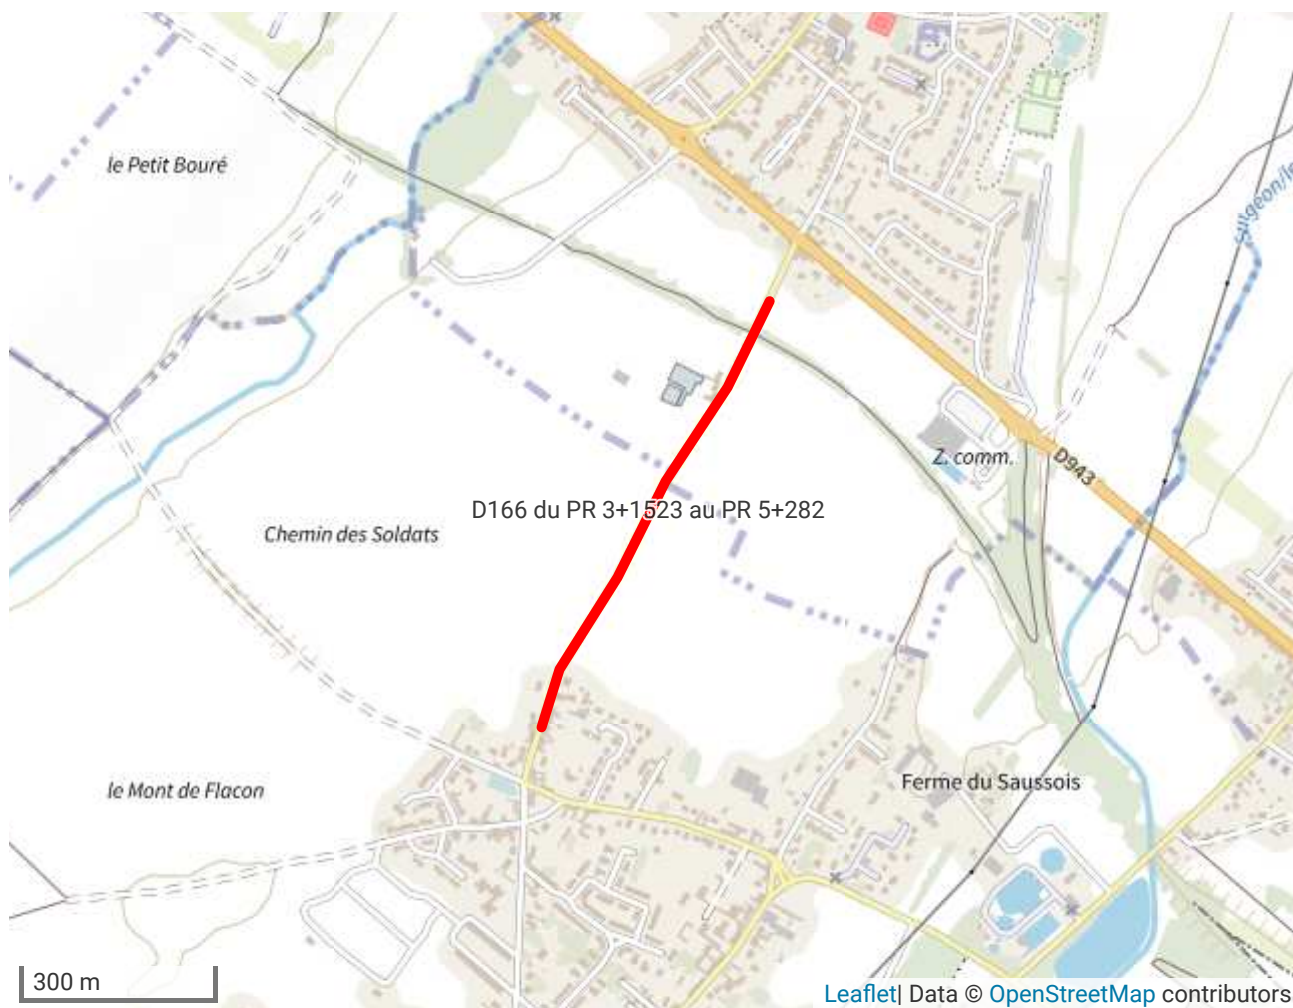 le Petit Bouré
Z. comm.
D943
D166 du PR 3+1523 au PR 5+282
Chemin des Soldats
Ferme du Saussois
le Mont de Flacon
300 m
Leaflet| Data © OpenStreetMap contributors